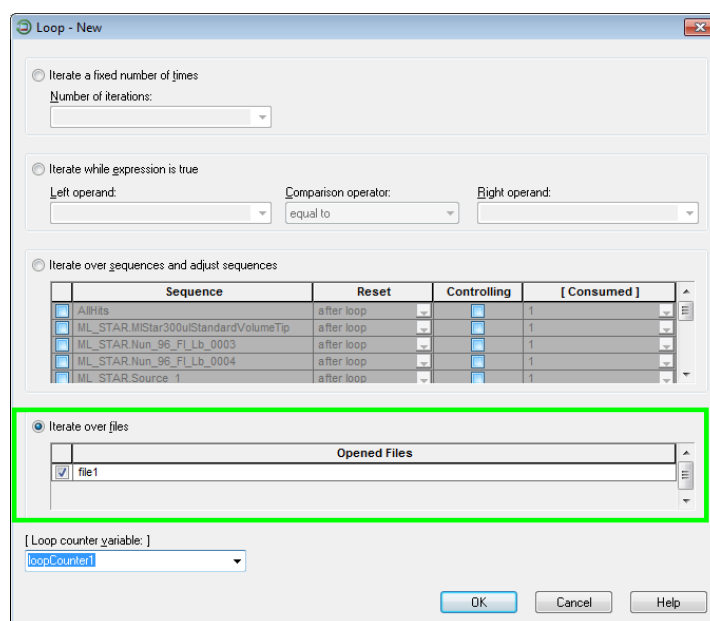 Loop - New
Iterate a fixed number of times
Number of iterations:
Iterate while expression is true
Left operand: Comparison operator: Right operand:
equal to
Iterate over sequences and adjust sequences
Sequence Reset Controlling [ Consumed ]
AllHits after loop 1
ML_STAR.MlStar300ulStandardVolumeTip after loop 1
ML_STAR.Nun_96_Fl_Lb_0003 after loop 1
ML_STAR.Nun_96_Fl_Lb_0004 after loop 1
ML_STAR.Source_1 after loop 1
Iterate over files
Opened Files
file1
[ Loop counter variable: ]
loopCounter1
OK Cancel Help